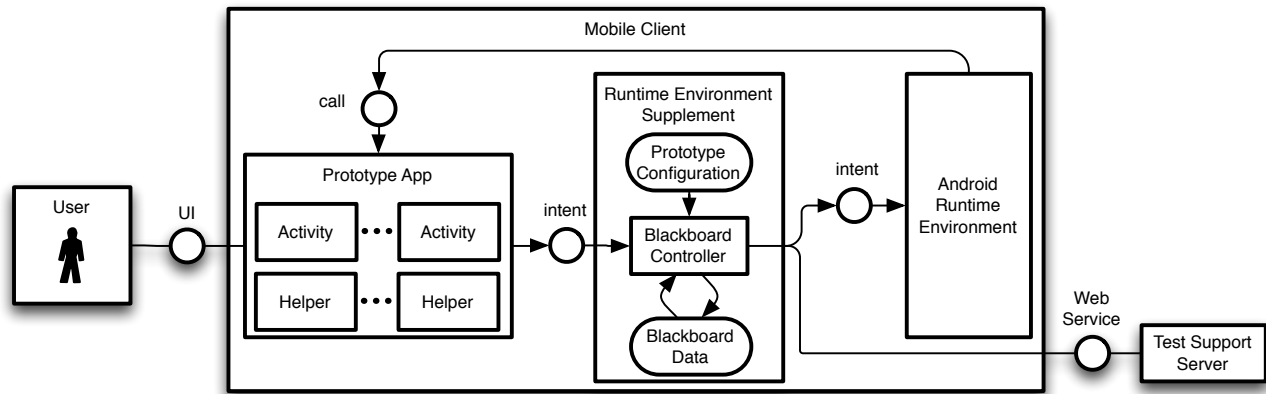 Mobile Client
call
Runtime Environment
Supplement
Prototype
Configuration
Prototype App
User
UI
Activity
Activity
Helper
Helper
intent
Blackboard
Controller
Blackboard
Data
intent
Android
Runtime
Environment
Web
Service
Test Support
Server